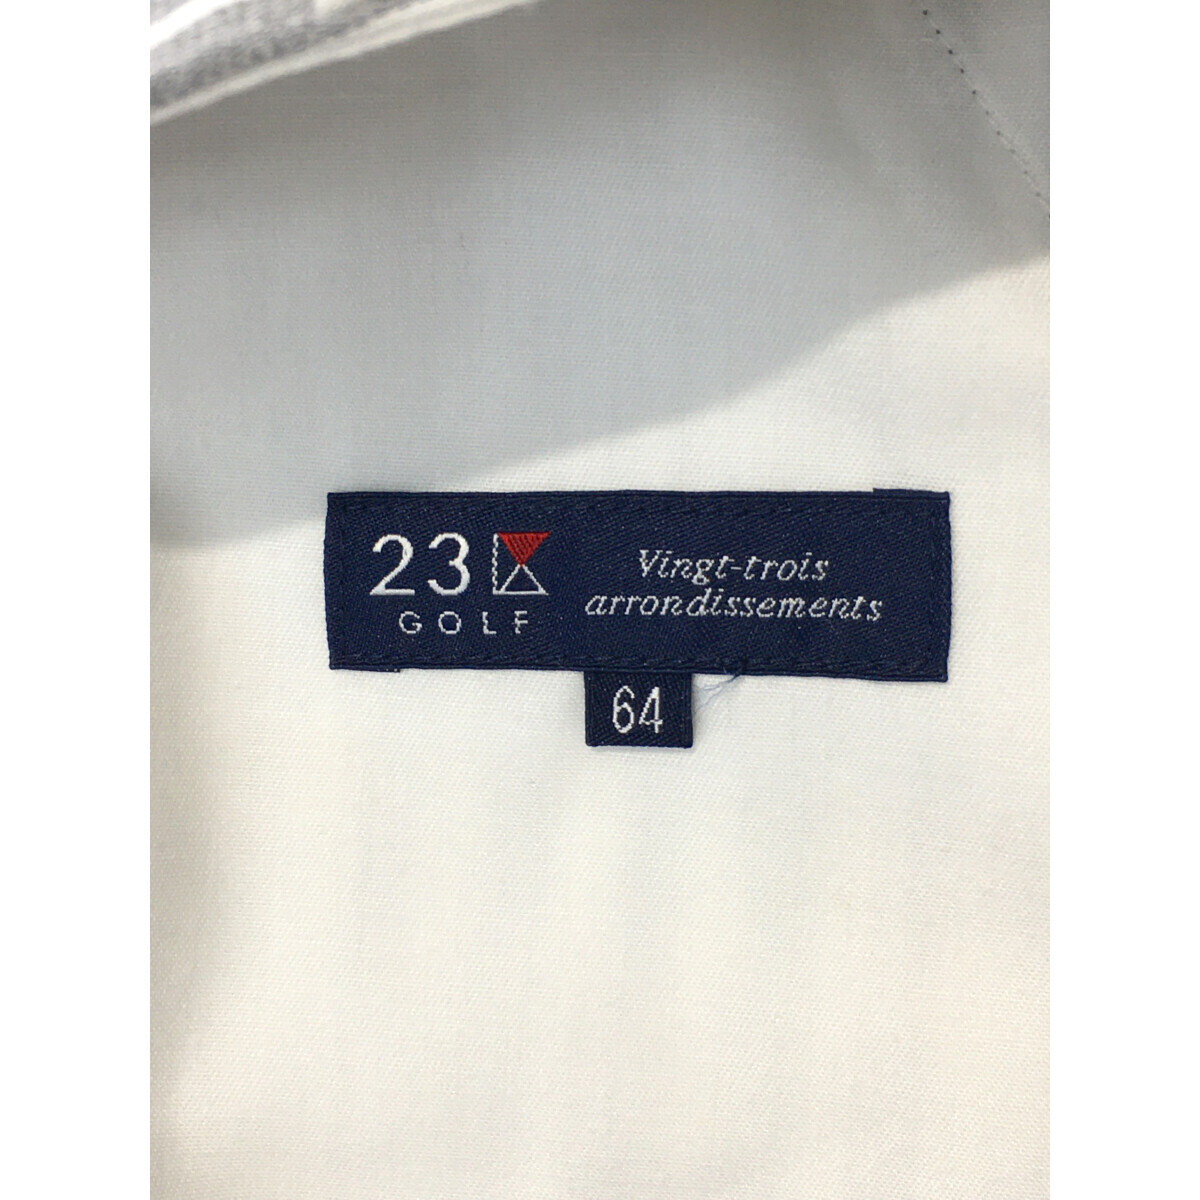 23
GOLF
Vingt-trois
arrondissements
64